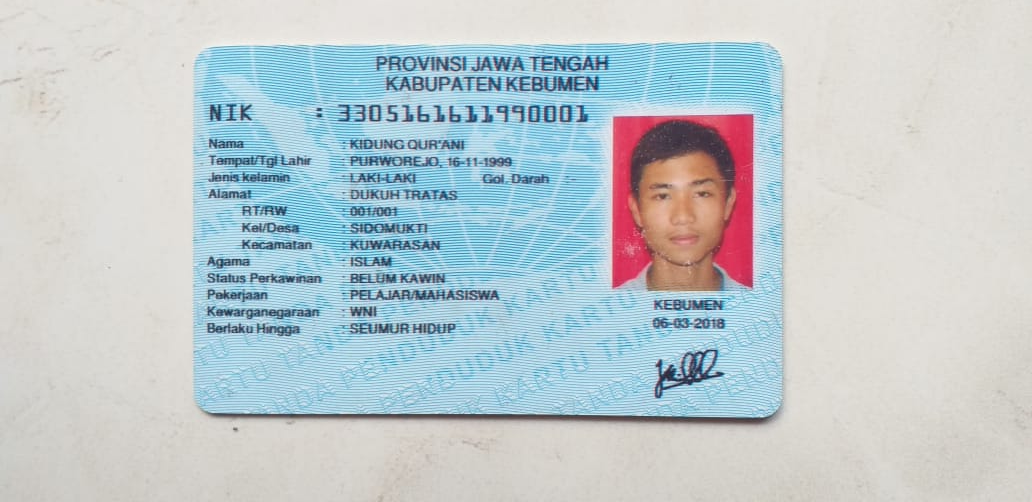 PROVINSI JAWA TENGAH
KABUPATEN KEBUMEN
NIK : 3305161611990001
Nama : KIDUNG QUR'ANI
Tempat/Tgl Lahir : PURWOREJO, 16-11-1999
Jenis kelamin : LAKI-LAKI Gol. Darah : -
Alamat : DUKUH TRATAS
RT/RW : 001/001
Kel/Desa : SIDOMUKTI
Kecamatan : KUWARASAN
Agama : ISLAM
Status Perkawinan : BELUM KAWIN
Pekerjaan : PELAJAR/MAHASISWA
Kewarganegaraan : WNI
Berlaku Hingga : SEUMUR HIDUP
KEBUMEN
06-03-2018